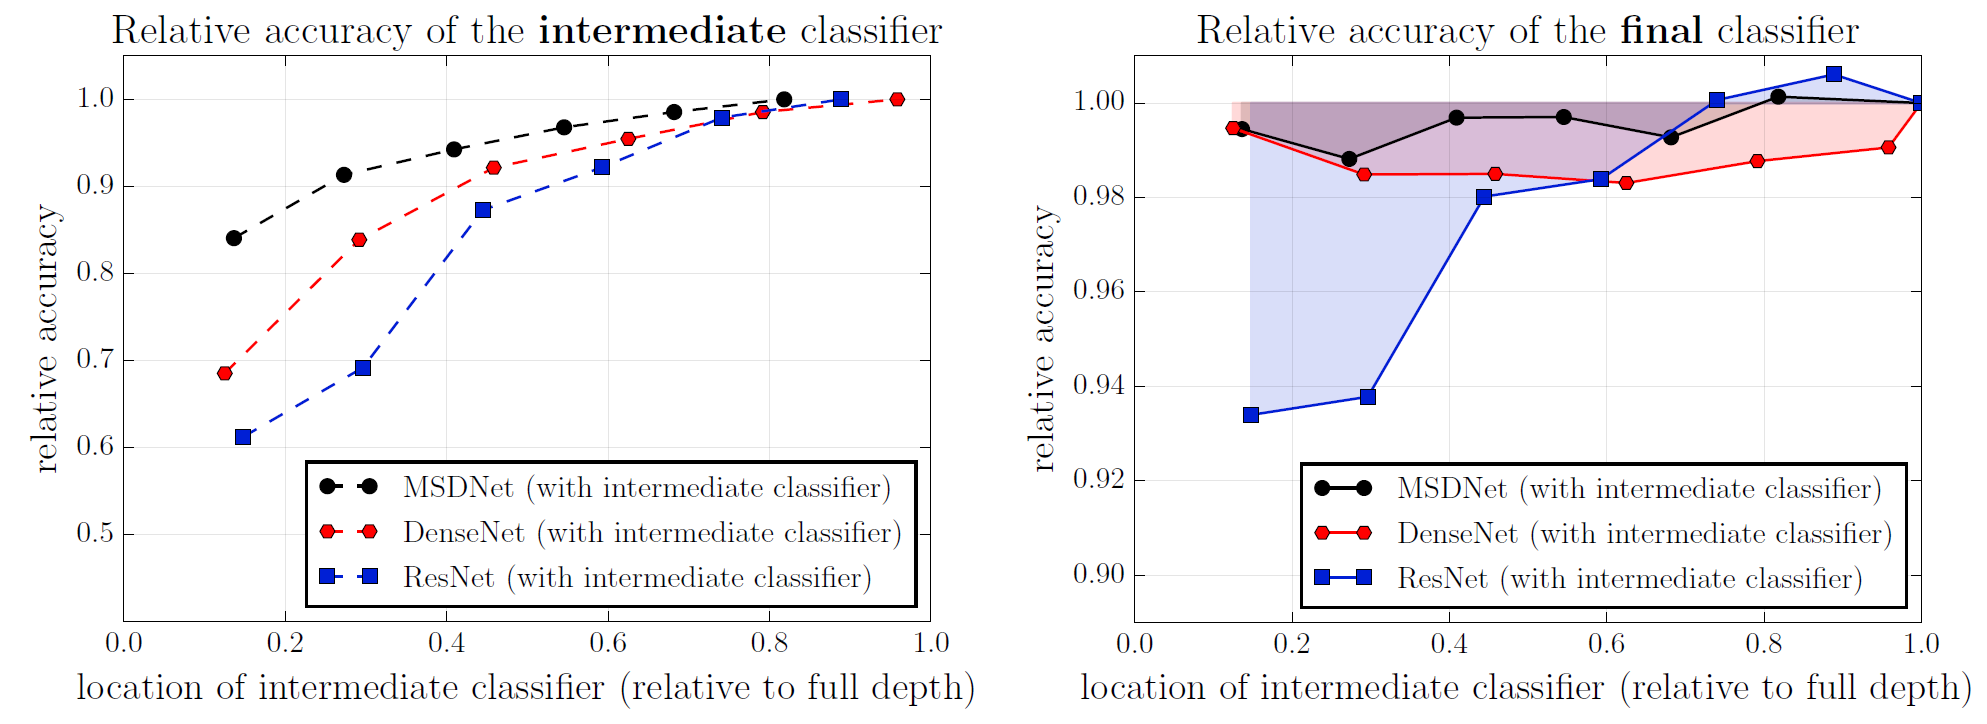 Relative accuracy of the intermediate classifier
relative accuracy
1.0
0.9
0.8
0.7
0.6
0.5
MSDNet (with intermediate classifier)
DenseNet (with intermediate classifier)
ResNet (with intermediate classifier)
0.0 0.2 0.4 0.6 0.8 1.0
location of intermediate classifier (relative to full depth)
Relative accuracy of the final classifier
relative accuracy
1.00
0.98
0.96
0.94
0.92
0.90
MSDNet (with intermediate classifier)
DenseNet (with intermediate classifier)
ResNet (with intermediate classifier)
0.0 0.2 0.4 0.6 0.8 1.0
location of intermediate classifier (relative to full depth)